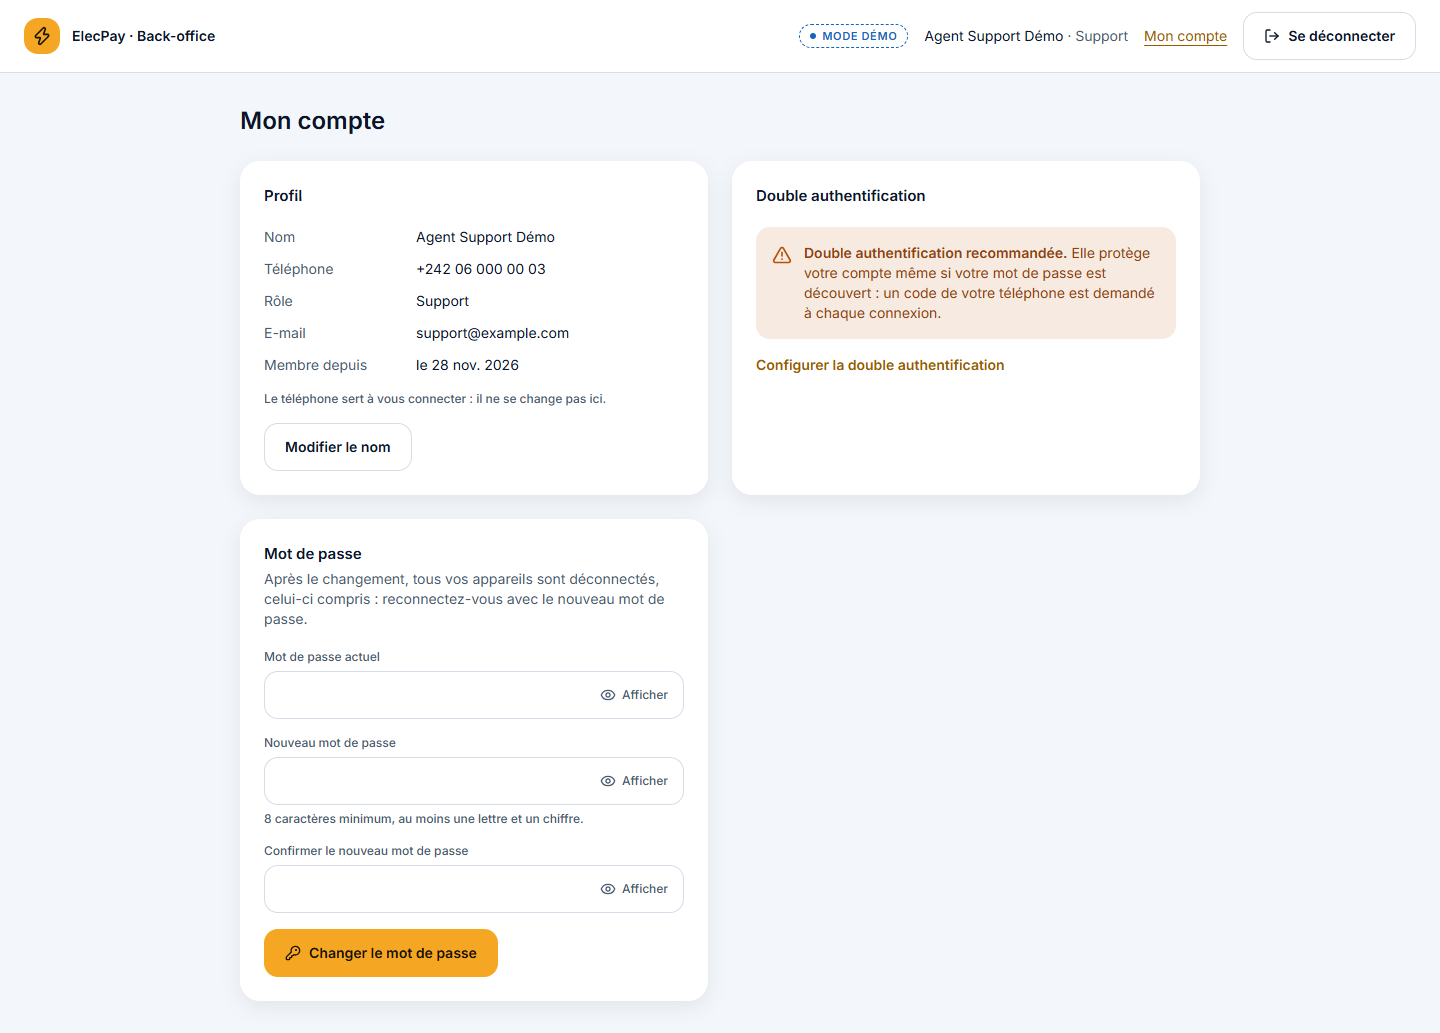 ElecPay · Back-office
MODE DÉMO
Agent Support Démo · Support
Mon compte
Se déconnecter
Mon compte
Profil
Nom Agent Support Démo
Téléphone +242 06 000 00 03
Rôle Support
E-mail support@example.com
Membre depuis le 28 nov. 2026
Le téléphone sert à vous connecter : il ne se change pas ici.
Modifier le nom
Double authentification
Double authentification recommandée. Elle protège
votre compte même si votre mot de passe est
découvert : un code de votre téléphone est demandé
à chaque connexion.
Configurer la double authentification
Mot de passe
Après le changement, tous vos appareils sont déconnectés,
celui-ci compris : reconnectez-vous avec le nouveau mot de
passe.
Mot de passe actuel
Afficher
Nouveau mot de passe
Afficher
8 caractères minimum, au moins une lettre et un chiffre.
Confirmer le nouveau mot de passe
Afficher
Changer le mot de passe